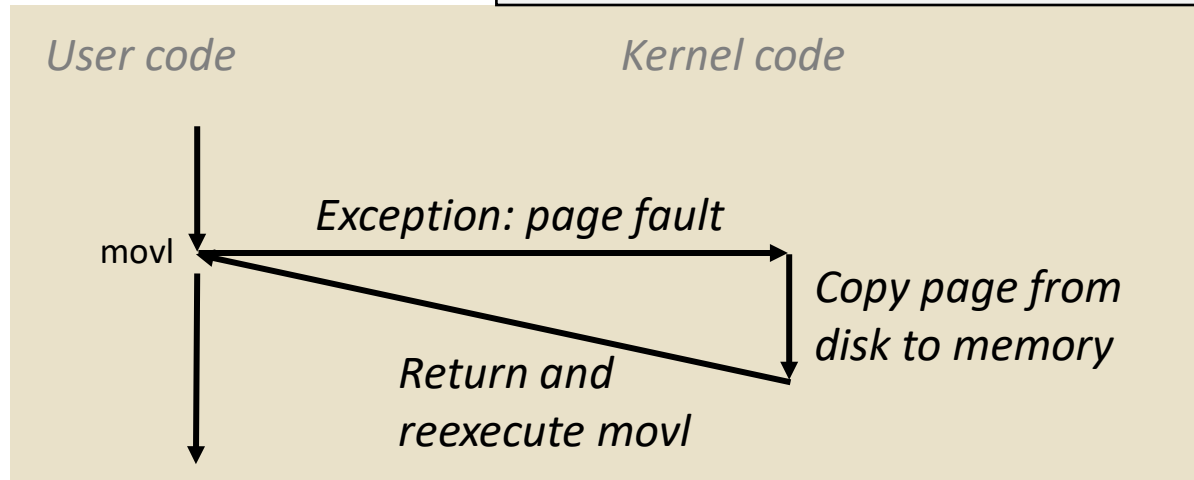 User code
Kernel code
Exception: page fault
movl
Copy page from
disk to memory
Return and
reexecute movl